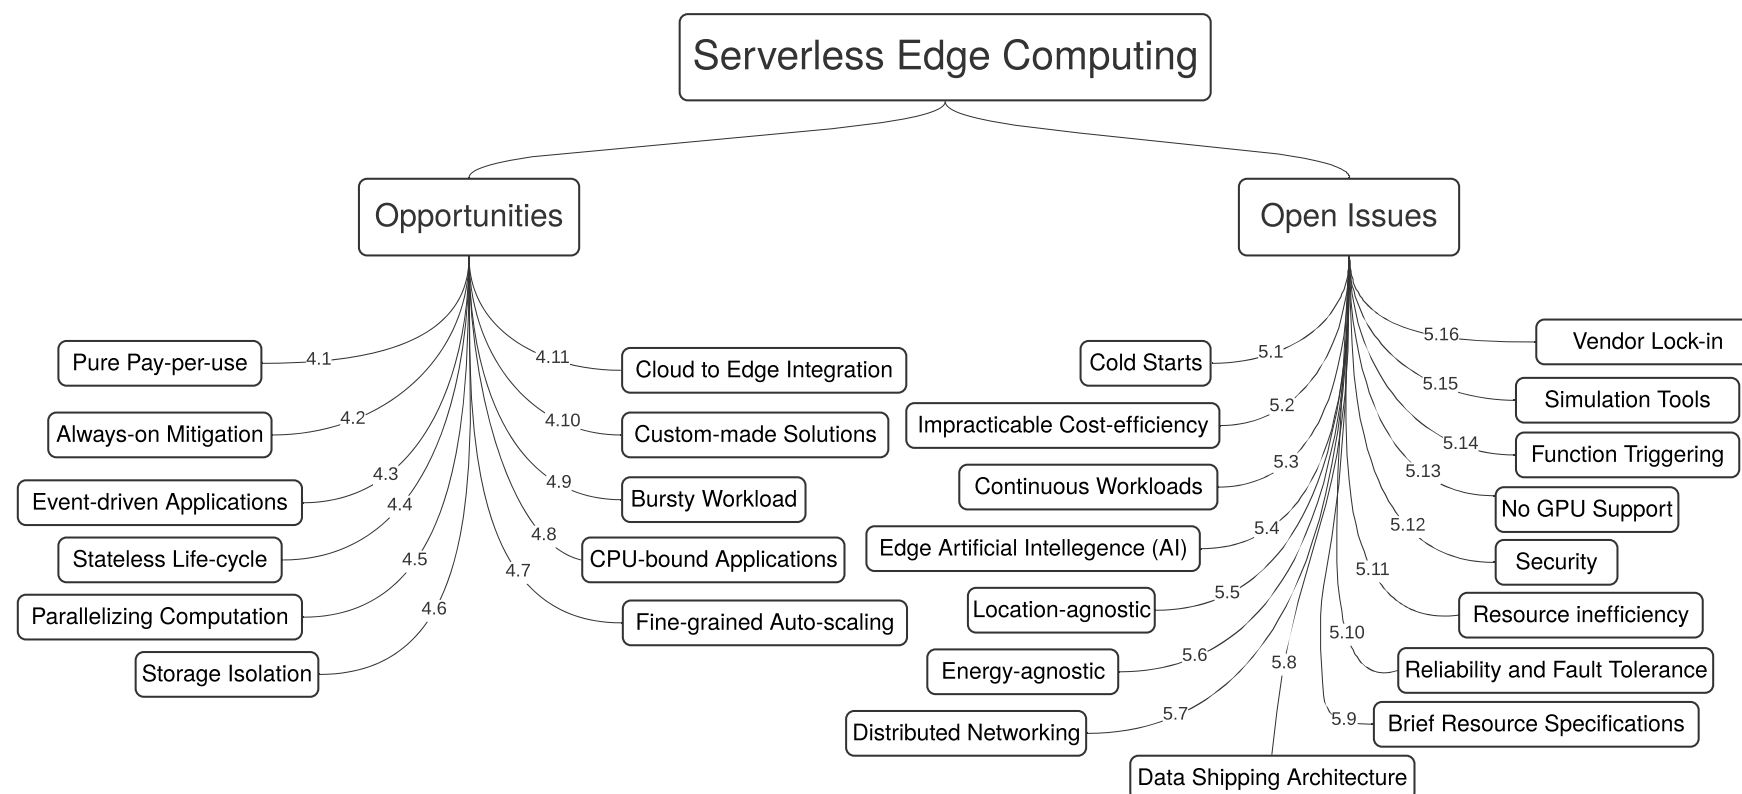 Serverless Edge Computing
Opportunities
Open Issues
Pure Pay-per-use
4.1
Always-on Mitigation
4.2
Event-driven Applications
4.3
Stateless Life-cycle
4.4
Parallelizing Computation
4.5
Storage Isolation
4.6
4.7
Fine-grained Auto-scaling
4.8
CPU-bound Applications
4.9
Bursty Workload
4.10
Custom-made Solutions
4.11
Cloud to Edge Integration
Cold Starts
5.1
Impracticable Cost-efficiency
5.2
Continuous Workloads
5.3
Edge Artificial Intellegence (AI)
5.4
Location-agnostic
5.5
Energy-agnostic
5.6
Distributed Networking
5.7
5.8
Data Shipping Architecture
5.9
Brief Resource Specifications
5.10
Reliability and Fault Tolerance
5.11
Resource inefficiency
5.12
Security
5.13
No GPU Support
5.14
Function Triggering
5.15
Simulation Tools
5.16
Vendor Lock-in